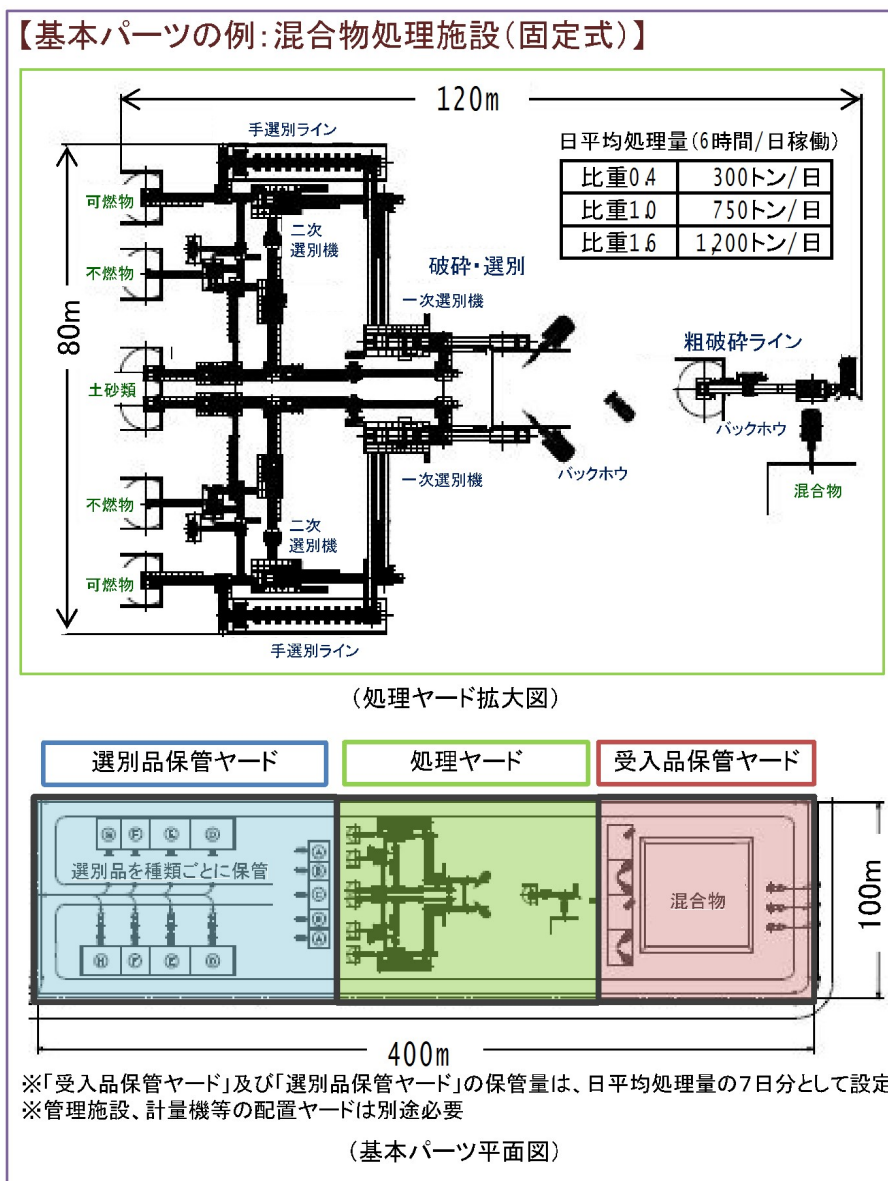 【基本パーツの例:混合物処理施設(固定式)】
120m
手選別ライン
日平均処理量(6時間/日稼働)
比重0.4 300トン/日
比重1.0 750トン/日
比重1.6 1,200トン/日
可燃物
二次
選別機
不燃物
破砕・選別
一次選別機
80m
粗破砕ライン
土砂類
バックホウ
一次選別機
バックホウ
混合物
不燃物
二次
選別機
可燃物
手選別ライン
(処理ヤード拡大図)
選別品保管ヤード 処理ヤード 受入品保管ヤード
選別品を種類ごとに保管
混合物
100m
400m
※「受入品保管ヤード」及び「選別品保管ヤード」の保管量は、日平均処理量の7日分として設定
※管理施設、計量機等の配置ヤードは別途必要
(基本パーツ平面図)